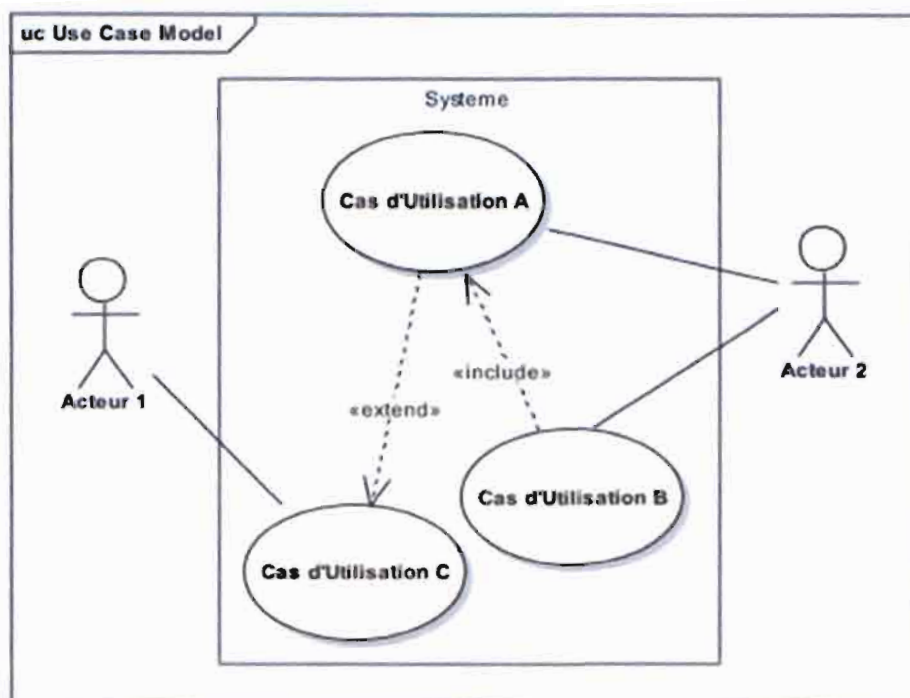 uc Use Case Model
Systeme
Cas d'Utilisation A
Acteur 1
Acteur 2
«include»
«extend»
Cas d'Utilisation B
Cas d'Utilisation C